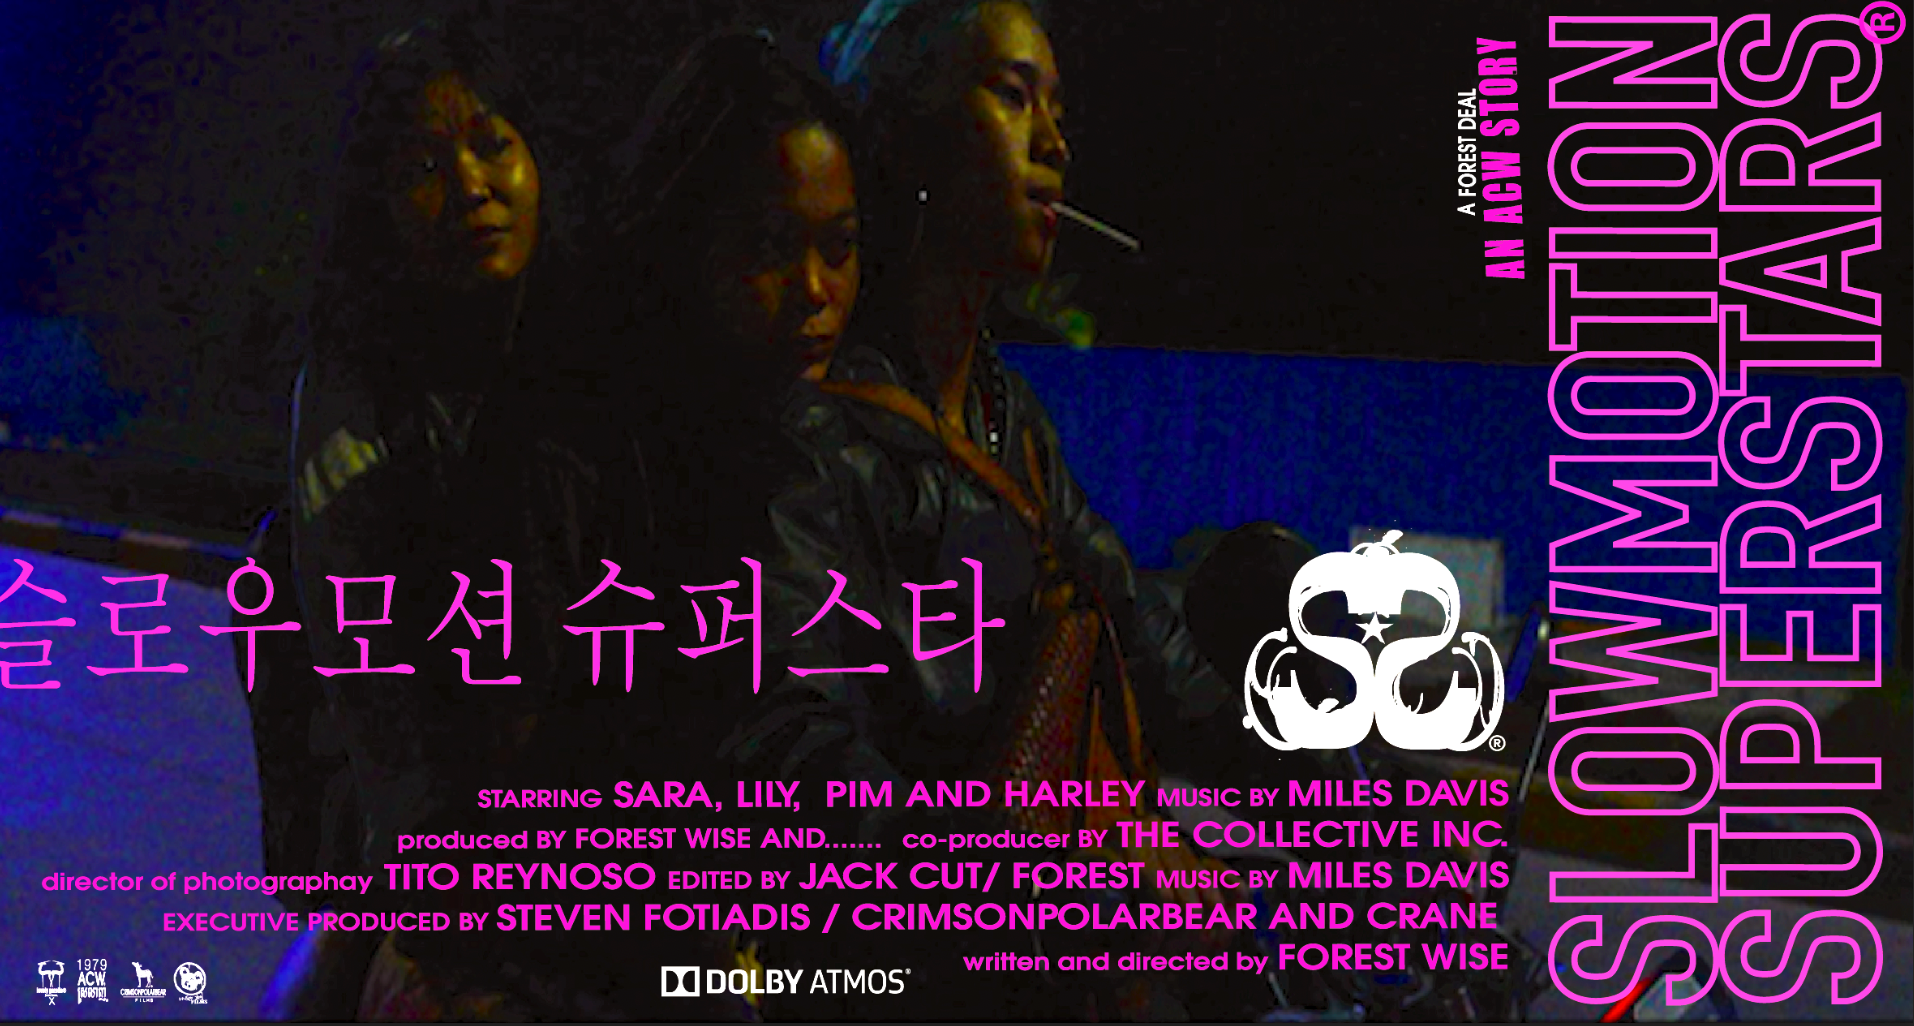 SLOWMOTION
SUPERSTARS®
A FOREST DEAL
AN ACW STORY
슬로우모션 슈퍼스타
®
STARRING SARA, LILY, PIM AND HARLEY MUSIC BY MILES DAVIS
produced BY FOREST WISE AND....... co-producer BY THE COLLECTIVE INC.
director of photographay TITO REYNOSO EDITED BY JACK CUT/ FOREST MUSIC BY MILES DAVIS
EXECUTIVE PRODUCED BY STEVEN FOTIADIS / CRIMSONPOLARBEAR AND CRANE
written and directed by FOREST WISE
DOLBY ATMOS®
X
1979
ACW.
CRIMSONPOLARBEAR
FILMS